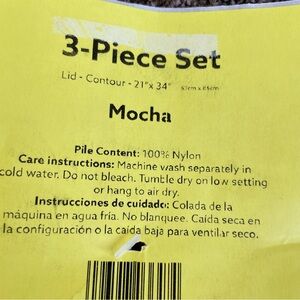 3-Piece Set
Lid - Contour - 21"x 34"
Mocha
Pile Content: 100% Nylon
Care instructions: Machine wash separately in
cold water. Do not bleach. Tumble dry on low setting
or hang to air dry.
Instrucciones de cuidado: Colada de la
máquina en agua fría. No blanquee. Caída seca en
la configuración o la caída baja para ventilar seco.